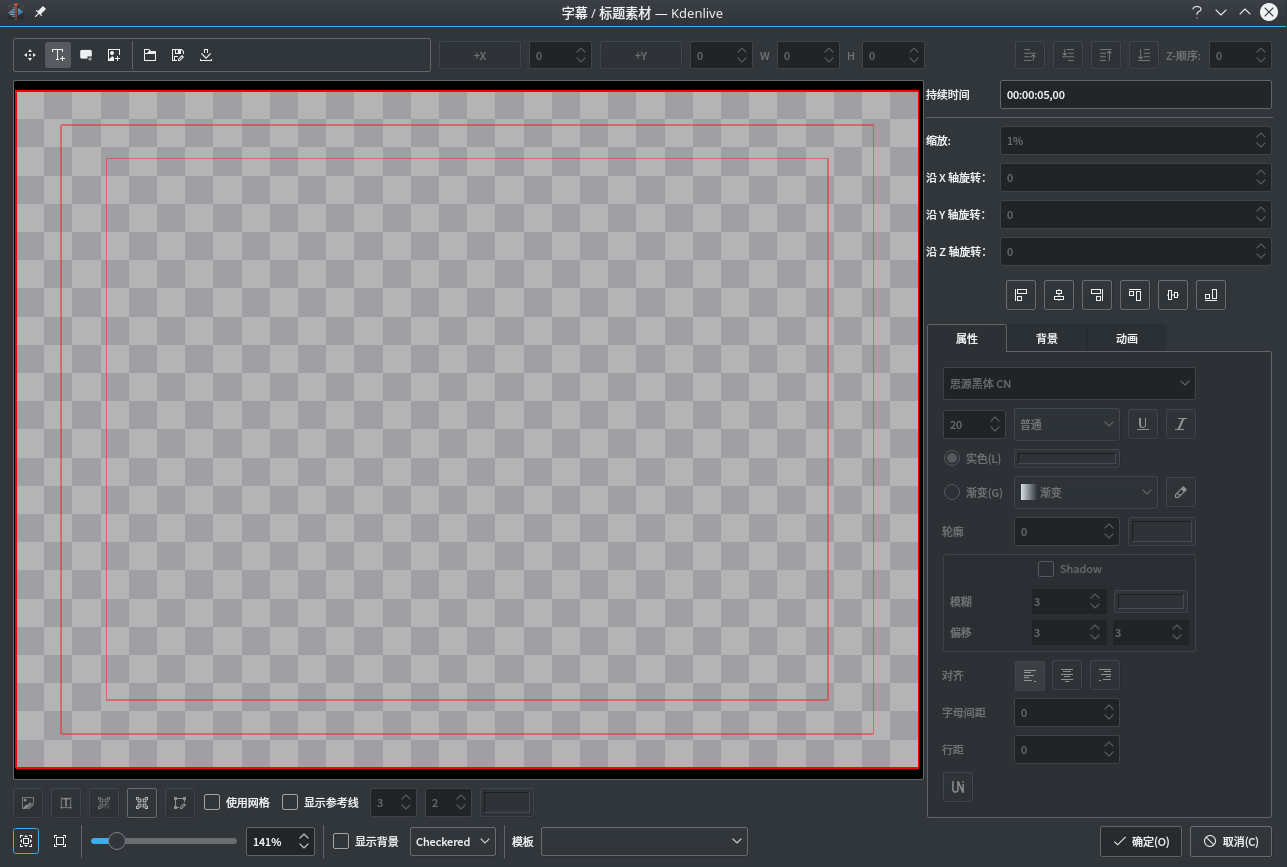 字幕 / 标题素材 — Kdenlive
+X 0 +Y 0 W 0 H 0 Z-顺序: 0
持续时间 00:00:05,00
缩放: 1%
沿 X 轴旋转: 0
沿 Y 轴旋转: 0
沿 Z 轴旋转: 0
属性 背景 动画
思源黑体 CN
20 普通 U I
实色(L)
渐变(G) 渐变
轮廓 0
Shadow
模糊 3
偏移 3 3
对齐
字母间距 0
行距 0
UN
使用网格 显示参考线 3 2
141% 显示背景 Checkered 模板 确定(O) 取消(C)